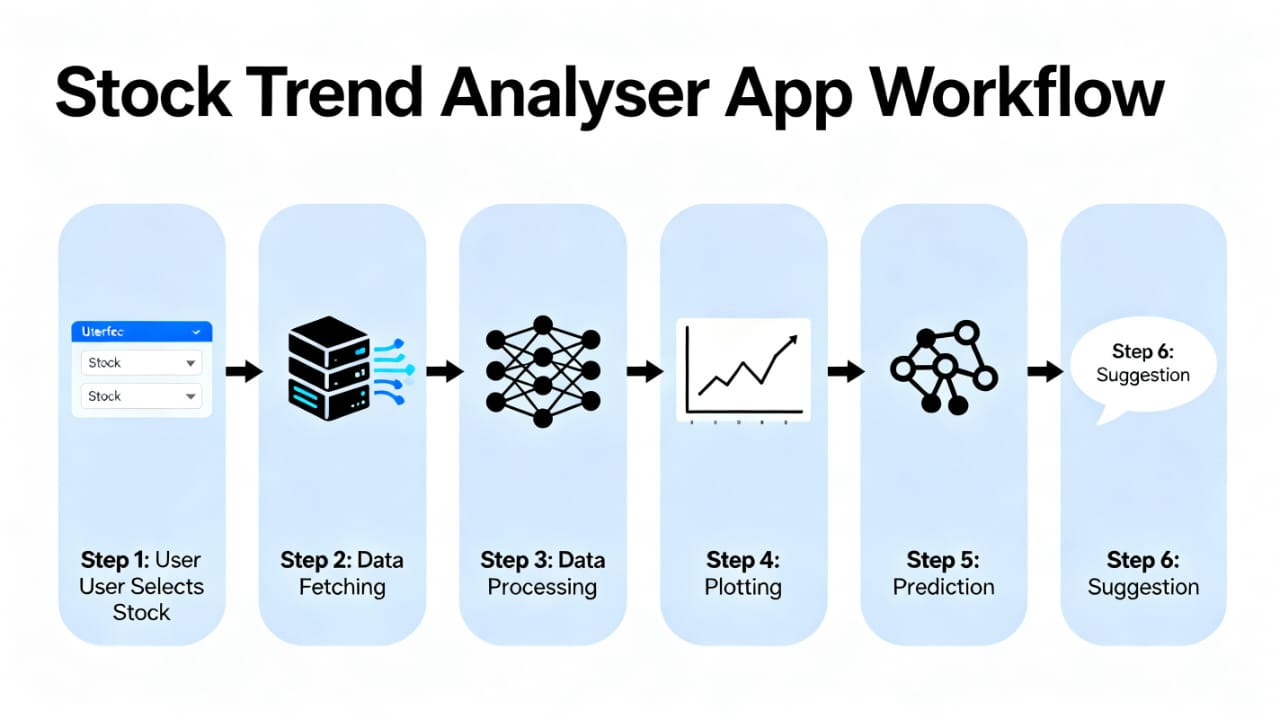 Stock Trend Analyser App Workflow
Stock
Stock
Step 6:
Suggestion
Step 1: User
User Selects
Stock
Step 2: Data
Fetching
Step 3: Data
Processing
Step 4:
Plotting
Step 5:
Prediction
Step 6:
Suggestion